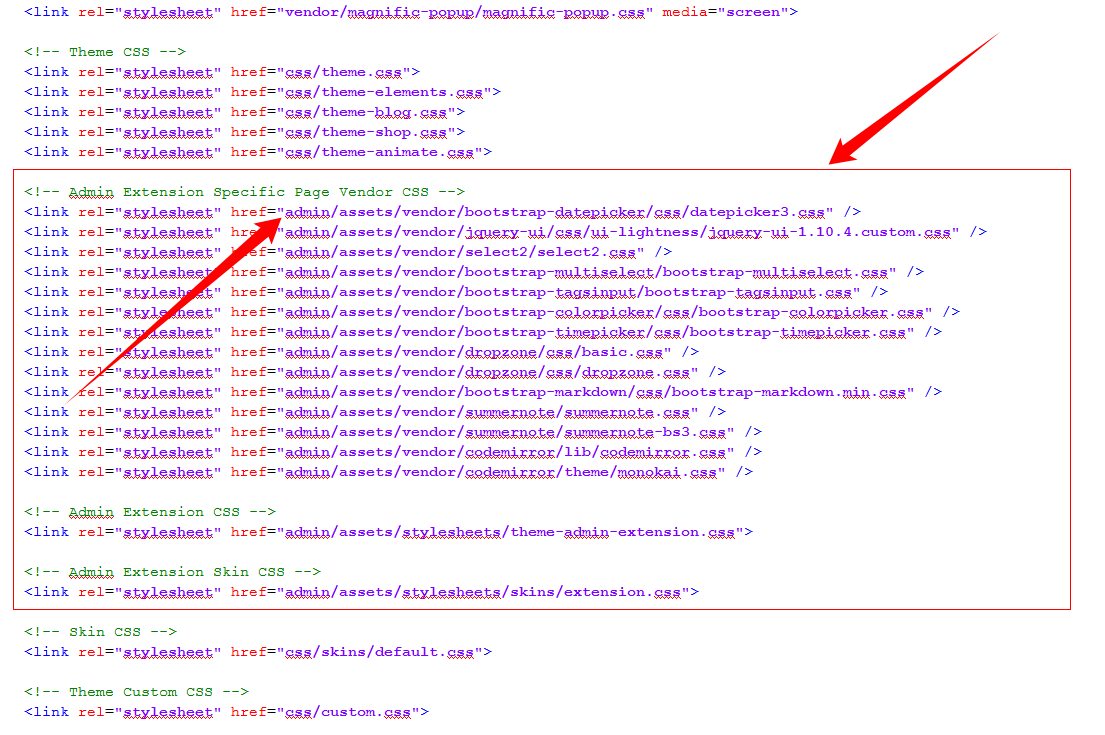 <link rel="stylesheet" href="vendor/magnific-popup/magnific-popup.css" media="screen">
<!-- Theme CSS -->
<link rel="stylesheet" href="css/theme.css">
<link rel="stylesheet" href="css/theme-elements.css">
<link rel="stylesheet" href="css/theme-blog.css">
<link rel="stylesheet" href="css/theme-shop.css">
<link rel="stylesheet" href="css/theme-animate.css">
<!-- Admin Extension Specific Page Vendor CSS -->
<link rel="stylesheet" href="admin/assets/vendor/bootstrap-datepicker/css/datepicker3.css" />
<link rel="stylesheet" href="admin/assets/vendor/jquery-ui/css/ui-lightness/jquery-ui-1.10.4.custom.css" />
<link rel="stylesheet" href="admin/assets/vendor/select2/select2.css" />
<link rel="stylesheet" href="admin/assets/vendor/bootstrap-multiselect/bootstrap-multiselect.css" />
<link rel="stylesheet" href="admin/assets/vendor/bootstrap-tagsinput/bootstrap-tagsinput.css" />
<link rel="stylesheet" href="admin/assets/vendor/bootstrap-colorpicker/css/bootstrap-colorpicker.css" />
<link rel="stylesheet" href="admin/assets/vendor/bootstrap-timepicker/css/bootstrap-timepicker.css" />
<link rel="stylesheet" href="admin/assets/vendor/dropzone/css/basic.css" />
<link rel="stylesheet" href="admin/assets/vendor/dropzone/css/dropzone.css" />
<link rel="stylesheet" href="admin/assets/vendor/bootstrap-markdown/css/bootstrap-markdown.min.css" />
<link rel="stylesheet" href="admin/assets/vendor/summernote/summernote.css" />
<link rel="stylesheet" href="admin/assets/vendor/summernote/summernote-bs3.css" />
<link rel="stylesheet" href="admin/assets/vendor/codemirror/lib/codemirror.css" />
<link rel="stylesheet" href="admin/assets/vendor/codemirror/theme/monokai.css" />
<!-- Admin Extension CSS -->
<link rel="stylesheet" href="admin/assets/stylesheets/theme-admin-extension.css">
<!-- Admin Extension Skin CSS -->
<link rel="stylesheet" href="admin/assets/stylesheets/skins/extension.css">
<!-- Skin CSS -->
<link rel="stylesheet" href="css/skins/default.css">
<!-- Theme Custom CSS -->
<link rel="stylesheet" href="css/custom.css">